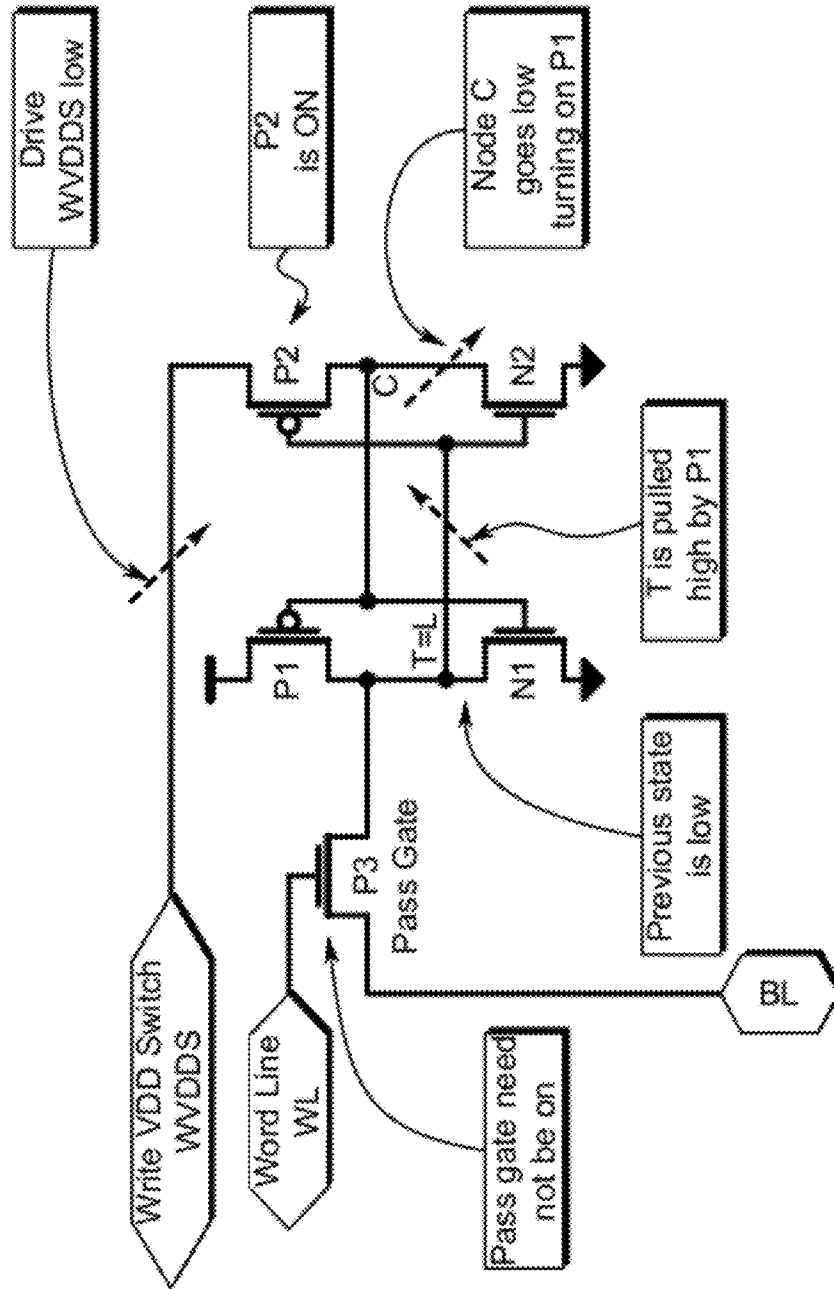 Write VDD Switch
WVDDS
Drive
WVDDS low
Word Line
WL
P2
is ON
P1
P2
P3
Pass Gate
T=L
C
N1
N2
Pass gate need
not be on
Previous state
is low
T is pulled
high by P1
Node C
goes low
turning on P1
BL